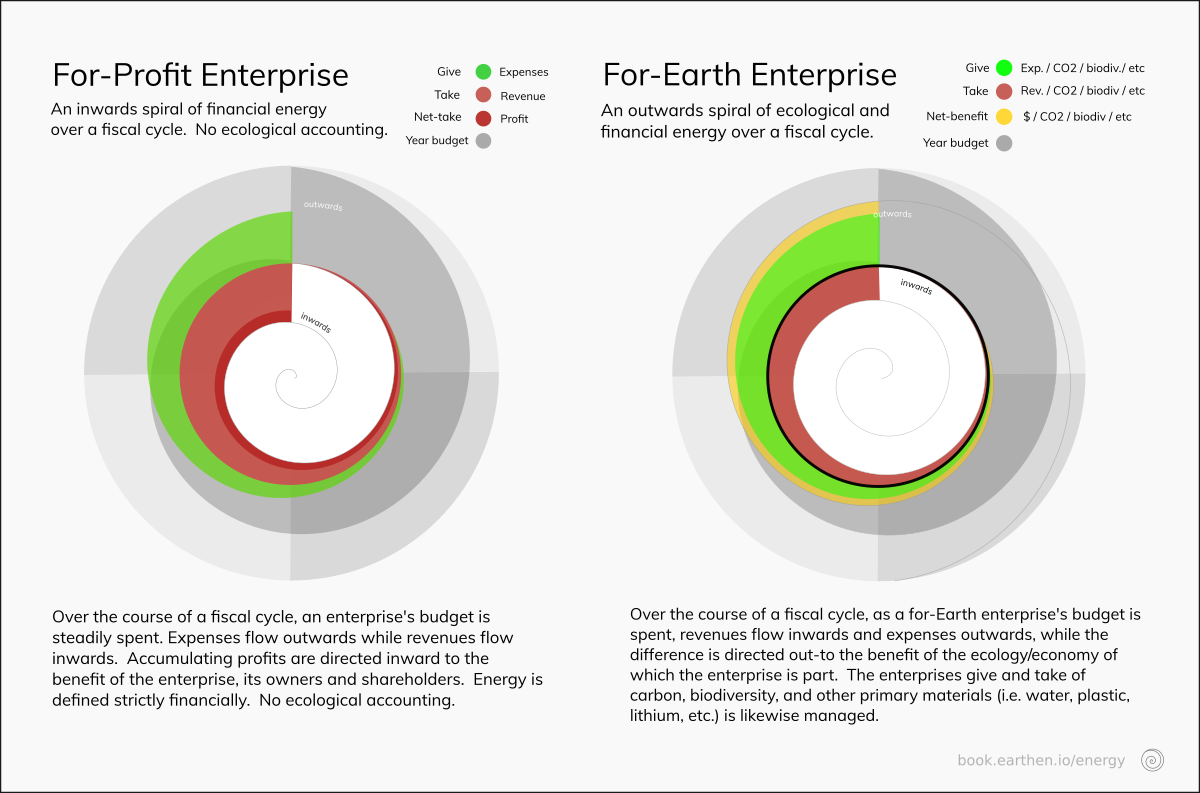 For-Profit Enterprise
An inwards spiral of financial energy
over a fiscal cycle.  No ecological accounting.
Give Expenses
Take Revenue
Net-take Profit
Year budget
outwards
inwards
Over the course of a fiscal cycle, an enterprise's budget is
steadily spent. Expenses flow outwards while revenues flow
inwards.  Accumulating profits are directed inward to the
benefit of the enterprise, its owners and shareholders.  Energy is
defined strictly financially.  No ecological accounting.
For-Earth Enterprise
An outwards spiral of ecological and
financial energy over a fiscal cycle.
Give Exp. / CO2 / biodiv./ etc
Take Rev. / CO2 / biodiv / etc
Net-benefit $ / CO2 / biodiv / etc
Year budget
outwards
inwards
Over the course of a fiscal cycle, as a for-Earth enterprise's budget is
spent, revenues flow inwards and expenses outwards, while the
difference is directed out-to the benefit of the ecology/economy of
which the enterprise is part.  The enterprises give and take of
carbon, biodiversity, and other primary materials (i.e. water, plastic,
lithium, etc.) is likewise managed.
book.earthen.io/energy